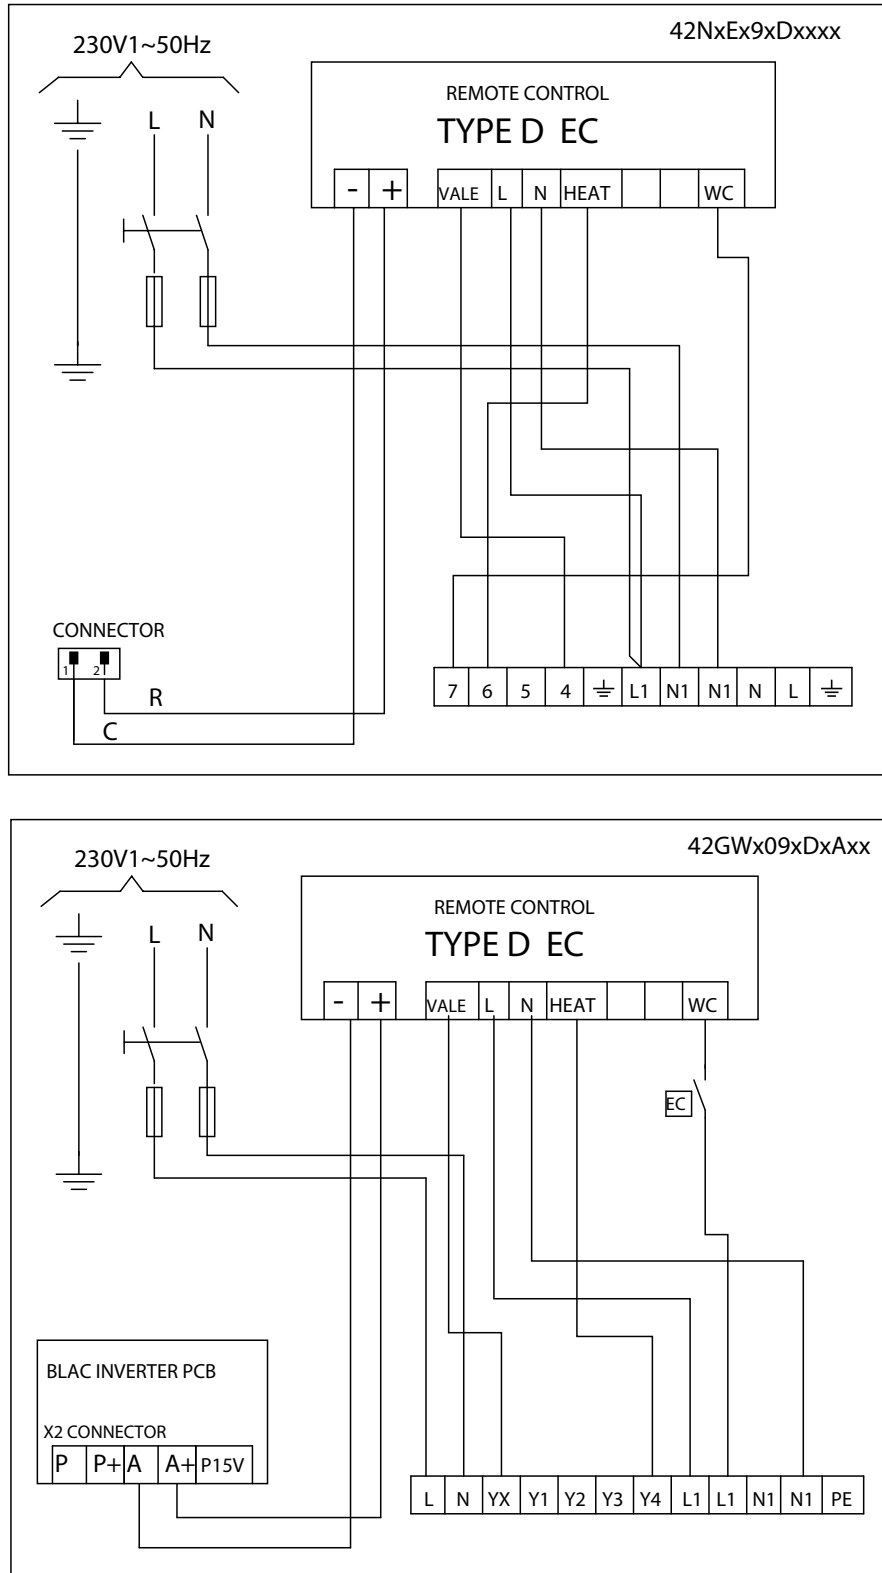 42NxEx9xDxxxx
230V1~50Hz
REMOTE CONTROL
TYPE D EC
L N
- + VALE L N HEAT WC
CONNECTOR
1 2
R
C
7 6 5 4 L1 N1 N1 N L
42GWx09xDxAxx
230V1~50Hz
REMOTE CONTROL
TYPE D EC
L N
- + VALE L N HEAT WC
EC
BLAC INVERTER PCB
X2 CONNECTOR
P P+ A A+ P15V
L N YX Y1 Y2 Y3 Y4 L1 L1 N1 N1 PE